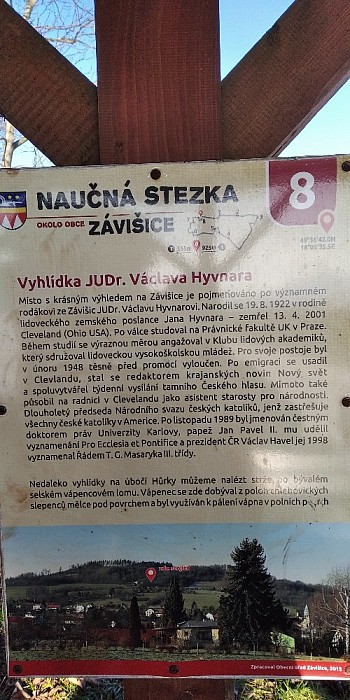 NAUČNÁ STEZKA
OKOLO OBCE ZÁVIŠICE
8
Vyhlídka JUDr. Václava Hyvnara
Místo s krásným výhledem na Závišice je pojmenováno po významném
rodákovi ze Závišic JUDr. Václavu Hyvnarovi. Narodil se 19. 8. 1922 v rodině
lidoveckého zemského poslance Jana Hyvnara – zemřel 13. 4. 2001
Cleveland (Ohio USA). Po válce studoval na Právnické fakultě UK v Praze.
Během studií se výraznou měrou angažoval v Klubu lidových akademiků,
který sdružoval lidoveckou vysokoškolskou mládež. Pro svoje postoje byl
v únoru 1948 těsně před promocí vyloučen. Po emigraci se usadil
v Clevlandu, stal se redaktorem krajanských novin Nový svět
a spoluvytvářel týdenní vysílání tamního Českého hlasu. Mimoto také
působil na radnici v Clevelandu jako asistent starosty pro národnosti.
Dlouholetý předseda Národního svazu českých katolíků, jenž zastřešuje
všechny české katolíky v Americe. Po listopadu 1989 byl jmenován čestným
doktorem práv Univerzity Karlovy, papež Jan Pavel II. mu udělil
vyznamenání Pro Ecclesia et Pontifice a prezident ČR Václav Havel jej 1998
vyznamenal Řádem T. G. Masaryka III. třídy.
Nedaleko vyhlídky na úbočí Hůrky můžeme nalézt strže po bývalém
selském vápencovém lomu. Vápenec se zde dobýval z poloh chlebovických
slepenců mělce pod povrchem a byl využíván k pálení vápna v polních
Zpracoval Obecní úřad Závišice, 2015